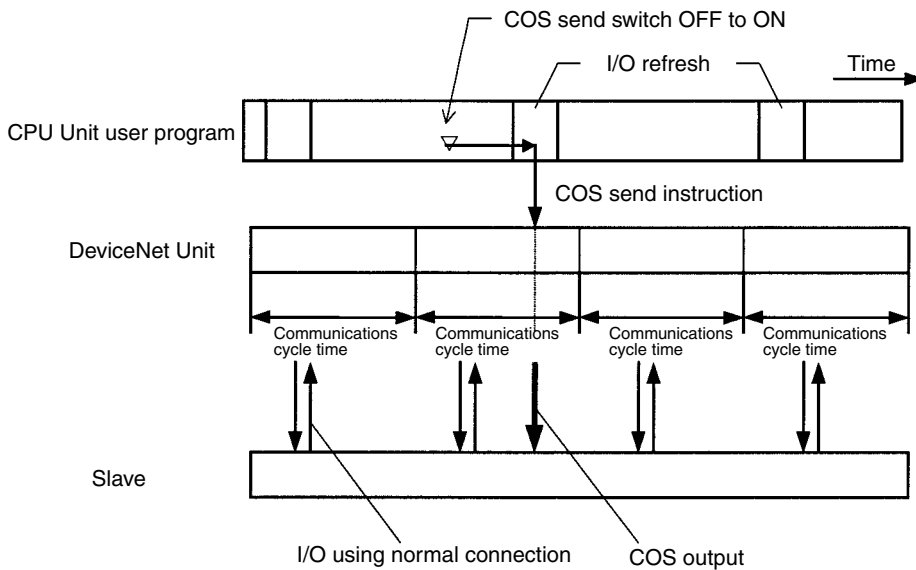 COS send switch OFF to ON
I/O refresh
Time
CPU Unit user program
COS send instruction
DeviceNet Unit
Communications
cycle time
Communications
cycle time
Communications
cycle time
Communications
cycle time
Slave
I/O using normal connection
COS output